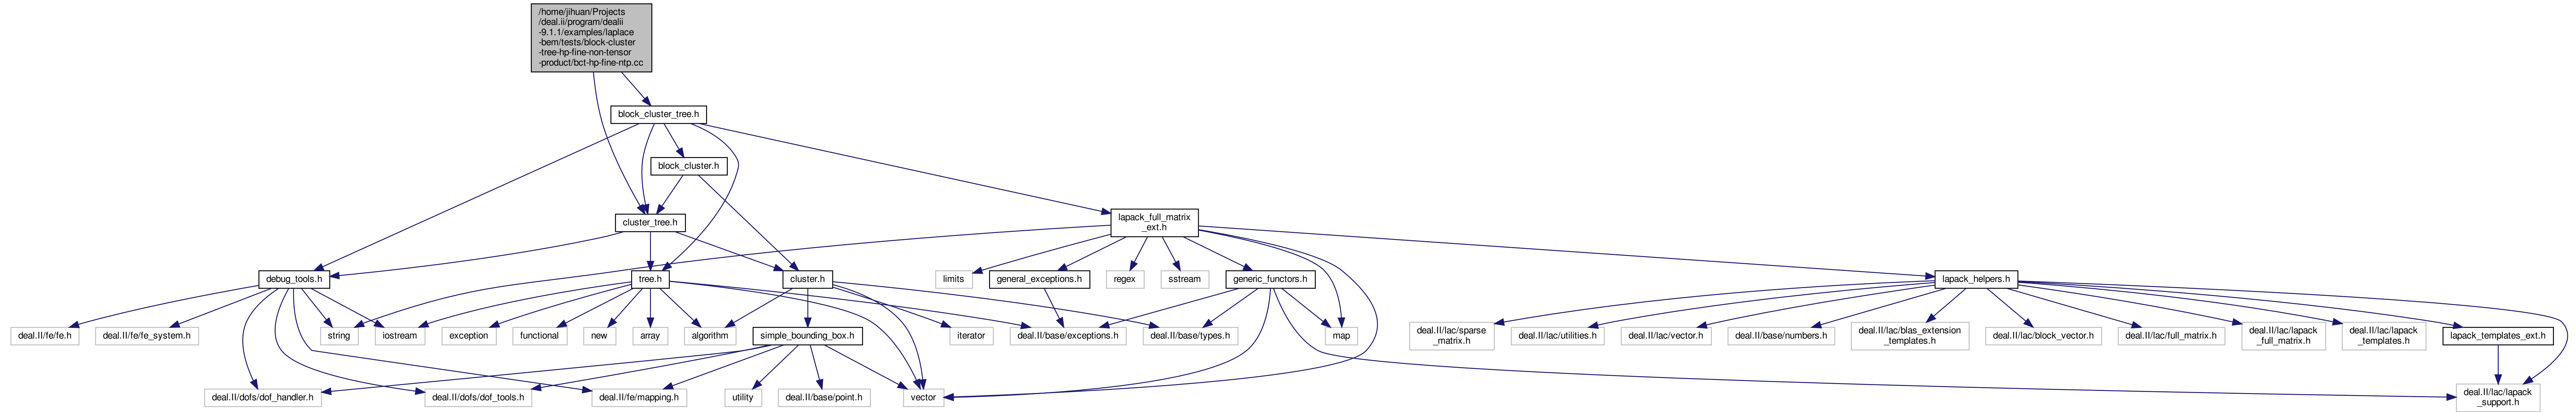 /home/jihuan/Projects
/deal.ii/program/dealii
-9.1.1/examples/laplace
-bem/tests/block-cluster
-tree-hp-fine-non-tensor
-product/bct-hp-fine-ntp.cc
block_cluster_tree.h
block_cluster.h
cluster_tree.h
lapack_full_matrix
_ext.h
debug_tools.h
tree.h
cluster.h
limits
general_exceptions.h
regex
sstream
generic_functors.h
lapack_helpers.h
deal.II/fe/fe.h
deal.II/fe/fe_system.h
string
iostream
exception
functional
new
array
algorithm
simple_bounding_box.h
iterator
deal.II/base/exceptions.h
deal.II/base/types.h
map
deal.II/lac/sparse
_matrix.h
deal.II/lac/utilities.h
deal.II/lac/vector.h
deal.II/base/numbers.h
deal.II/lac/blas_extension
_templates.h
deal.II/lac/block_vector.h
deal.II/lac/full_matrix.h
deal.II/lac/lapack
_full_matrix.h
deal.II/lac/lapack
_templates.h
lapack_templates_ext.h
deal.II/dofs/dof_handler.h
deal.II/dofs/dof_tools.h
deal.II/fe/mapping.h
utility
deal.II/base/point.h
vector
deal.II/lac/lapack
_support.h